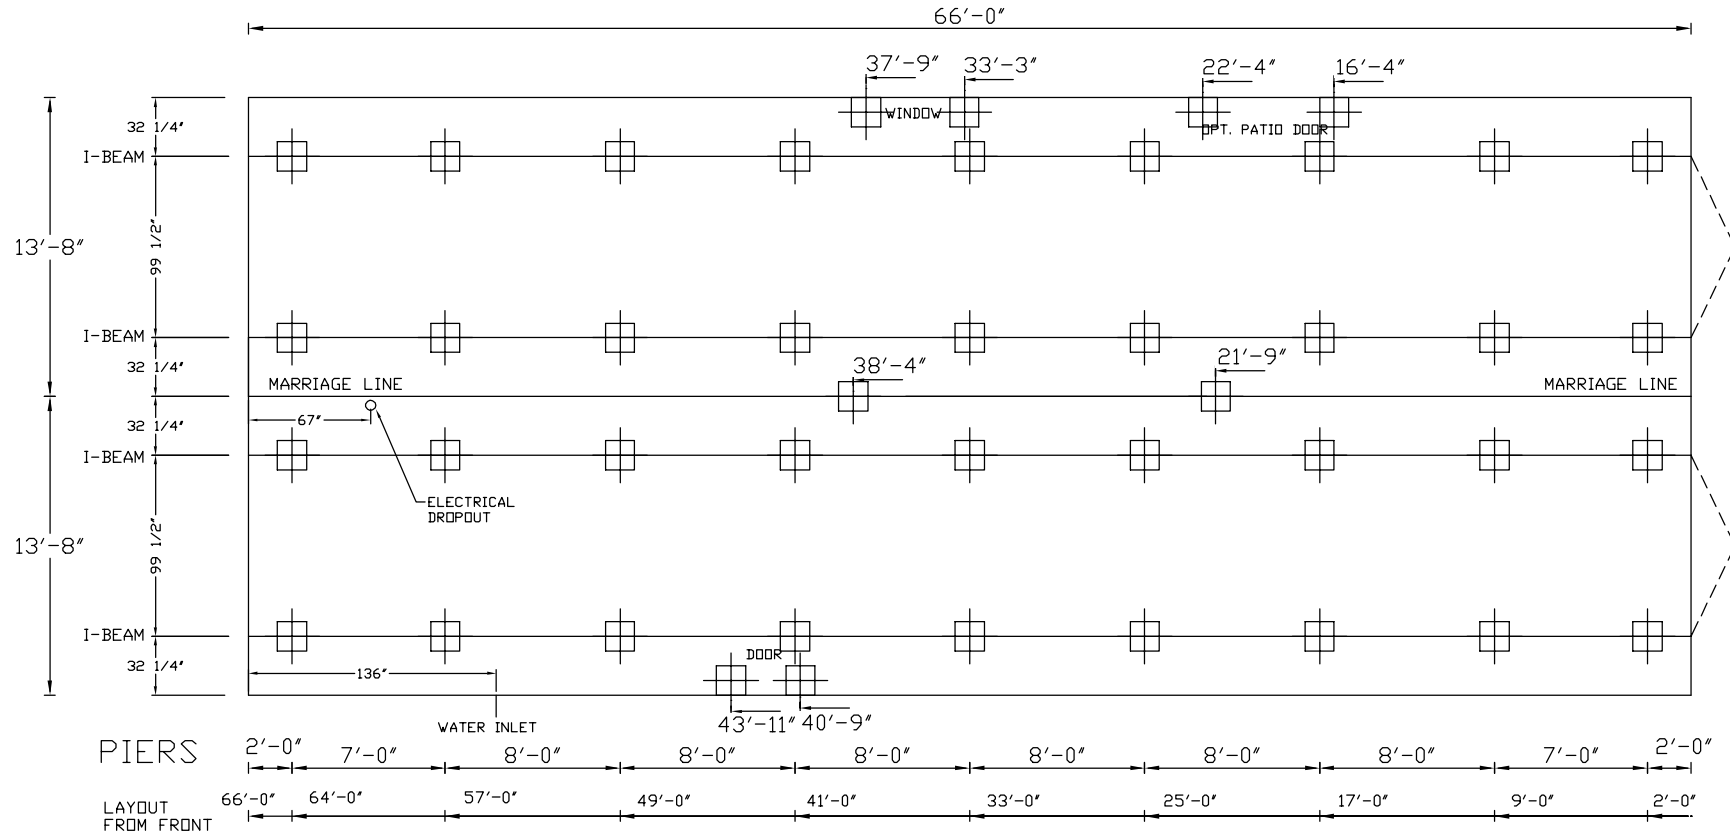 66'-0"
37'-9" 33'-3" 22'-4" 16'-4"
WINDOW
32 1/4"
OPT. PATIO DOOR
I-BEAM
99 1/2"
13'-8"
I-BEAM
32 1/4"
38'-4" 21'-9"
MARRIAGE LINE MARRIAGE LINE
67"
32 1/4"
I-BEAM
ELECTRICAL
DROPOUT
99 1/2"
13'-8"
I-BEAM
DOOR
32 1/4"
136"
43'-11" 40'-9"
WATER INLET
PIERS 2'-0" 7'-0" 8'-0" 8'-0" 8'-0" 8'-0" 8'-0" 8'-0" 7'-0" 2'-0"
LAYOUT 66'-0" 64'-0" 57'-0" 49'-0" 41'-0" 33'-0" 25'-0" 17'-0" 9'-0" 2'-0"
FROM FRONT